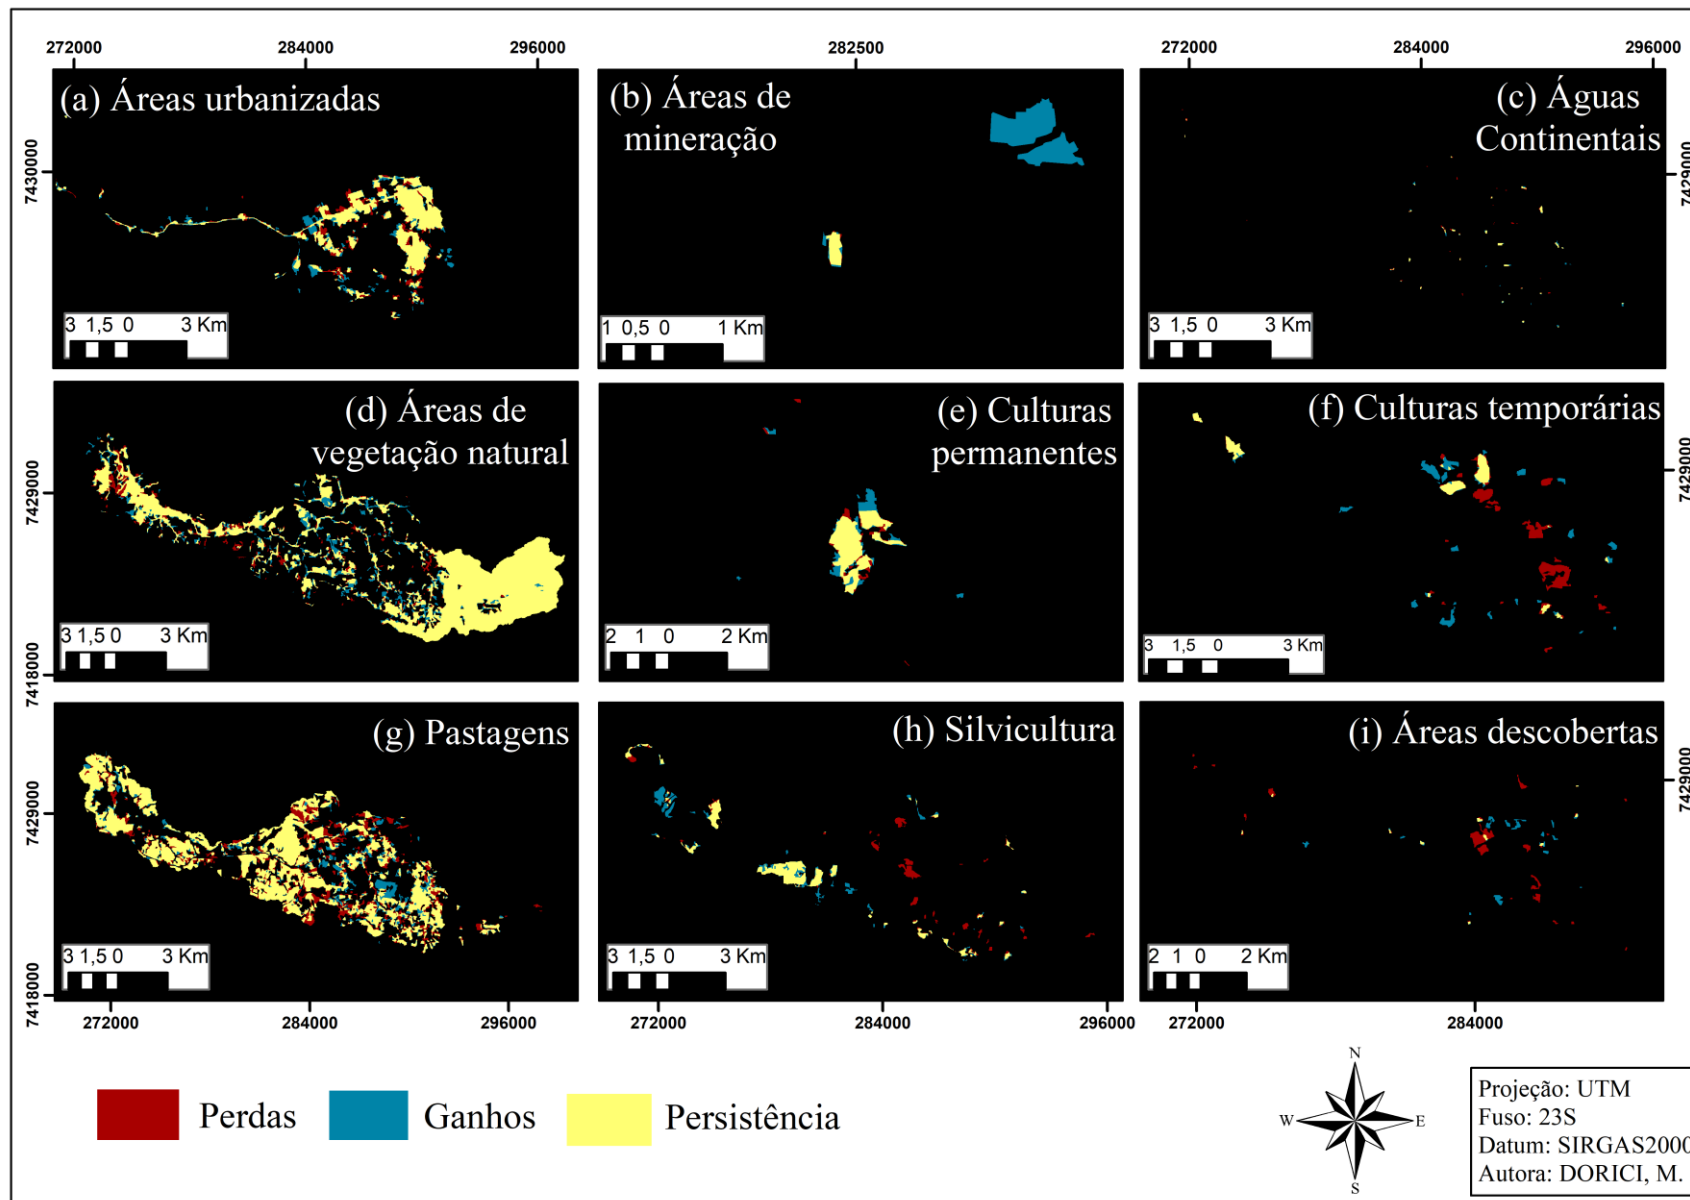 272000 284000 296000 282500 272000 284000 296000
(a) Áreas urbanizadas
(b) Áreas de
mineração
(c) Águas
Continentais
7430000
7429000
3 1,5 0 3 Km
1 0,5 0 1 Km
3 1,5 0 3 Km
(d) Áreas de
vegetação natural
(e) Culturas
permanentes
(f) Culturas temporárias
7429000
7418000
7429000
3 1,5 0 3 Km
2 1 0 2 Km
3 1,5 0 3 Km
(g) Pastagens
(h) Silvicultura
(i) Áreas descobertas
7429000
7418000
7429000
3 1,5 0 3 Km
3 1,5 0 3 Km
2 1 0 2 Km
272000 284000 296000 272000 284000 296000 272000 284000
Perdas
Ganhos
Persistência
N
W E
S
Projeção: UTM
Fuso: 23S
Datum: SIRGAS2000
Autora: DORICI, M.